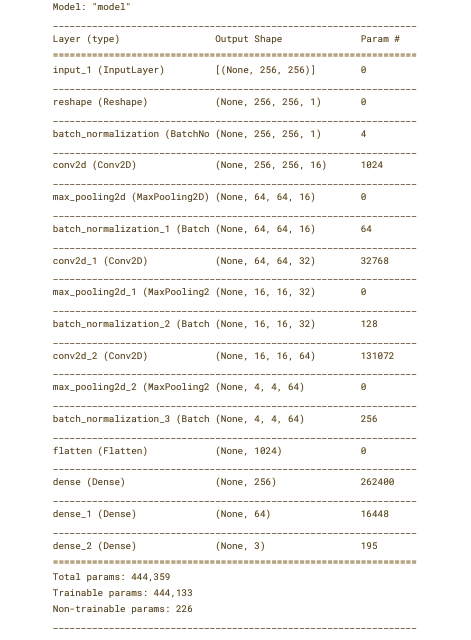 Model: "model"
Layer (type) Output Shape Param #
input_1 (InputLayer) [(None, 256, 256)] 0
reshape (Reshape) (None, 256, 256, 1) 0
batch_normalization (BatchNo (None, 256, 256, 1) 4
conv2d (Conv2D) (None, 256, 256, 16) 1024
max_pooling2d (MaxPooling2D) (None, 64, 64, 16) 0
batch_normalization_1 (Batch (None, 64, 64, 16) 64
conv2d_1 (Conv2D) (None, 64, 64, 32) 32768
max_pooling2d_1 (MaxPooling2 (None, 16, 16, 32) 0
batch_normalization_2 (Batch (None, 16, 16, 32) 128
conv2d_2 (Conv2D) (None, 16, 16, 64) 131072
max_pooling2d_2 (MaxPooling2 (None, 4, 4, 64) 0
batch_normalization_3 (Batch (None, 4, 4, 64) 256
flatten (Flatten) (None, 1024) 0
dense (Dense) (None, 256) 262400
dense_1 (Dense) (None, 64) 16448
dense_2 (Dense) (None, 3) 195
Total params: 444,359
Trainable params: 444,133
Non-trainable params: 226